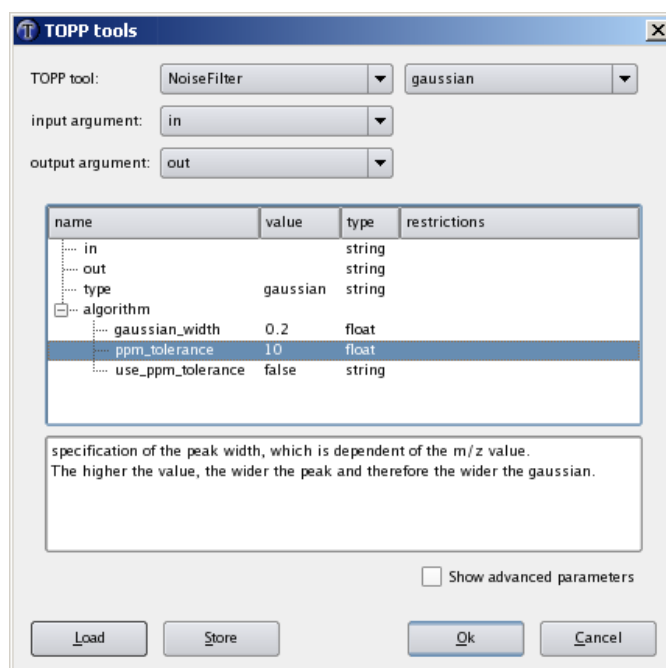 TOPP tools
TOPP tool: NoiseFilter gaussian
input argument: in
output argument: out
name value type restrictions
in string
out string
type gaussian string
algorithm
gaussian_width 0.2 float
ppm_tolerance 10 float
use_ppm_tolerance false string
specification of the peak width, which is dependent of the m/z value.
The higher the value, the wider the peak and therefore the wider the gaussian.
Show advanced parameters
Load Store Ok Cancel